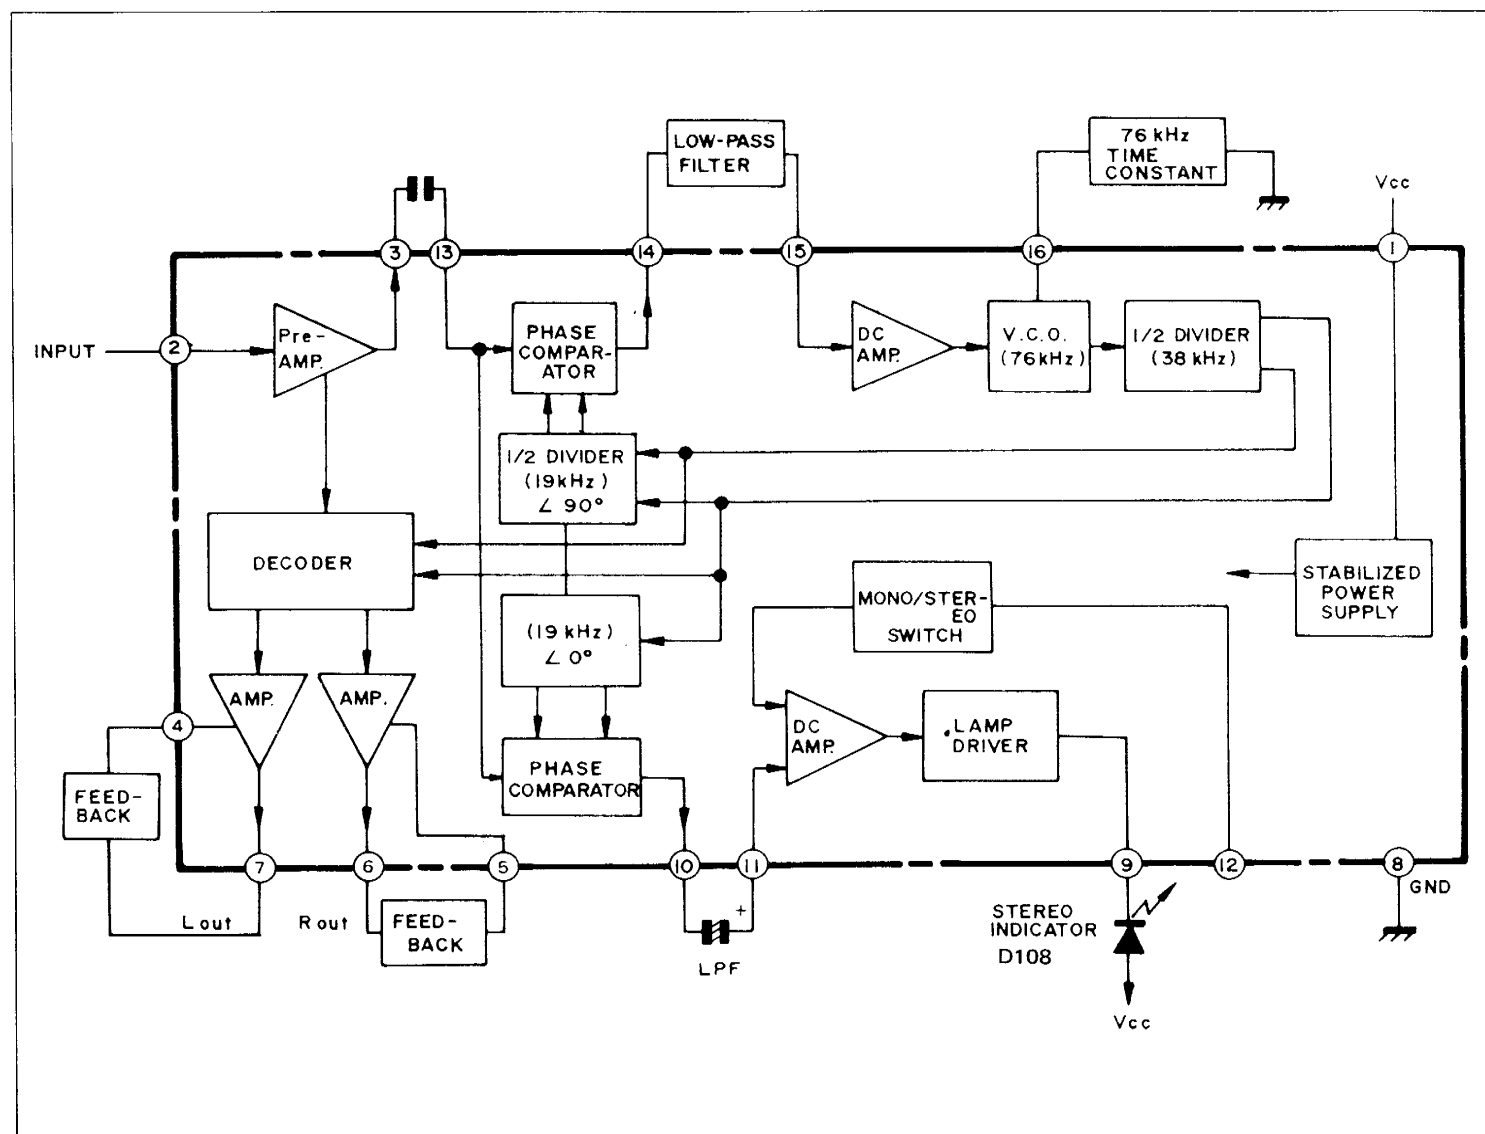 LOW-PASS
FILTER
76 kHz
TIME
CONSTANT
Vcc
3
13
14
15
16
1
INPUT
2
Pre-
AMP.
PHASE
COMPAR-
ATOR
DC
AMP.
V.C.O.
(76kHz)
1/2 DIVIDER
(38 kHz)
1/2 DIVIDER
(19kHz)
∠ 90°
DECODER
(19 kHz)
∠ 0°
MONO/STER-
EO
SWITCH
STABILIZED
POWER
SUPPLY
AMP.
AMP.
4
DC
AMP.
LAMP
DRIVER
PHASE
COMPARATOR
FEED-
BACK
7
6
5
10
11
9
12
8
GND
L out
R out
FEED-
BACK
+
LPF
STEREO
INDICATOR
D108
Vcc